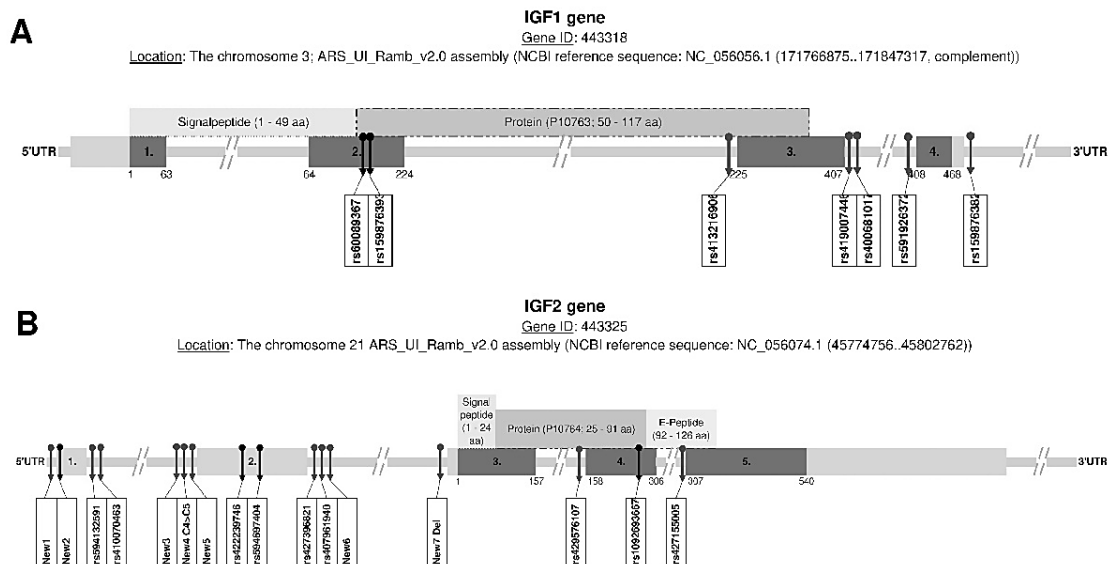 A
IGF1 gene
Gene ID: 443318
Location: The chromosome 3; ARS_UI_Ramb_v2.0 assembly (NCBI reference sequence: NC_056056.1 (171766875..171847317, complement))
Signalpeptide (1 - 49 aa)
Protein (P10763; 50 - 117 aa)
5'UTR
1.
2.
3.
4.
3'UTR
1
63
64
224
225
407
408
468
rs60089367
rs159876393
rs413216906
rs419007448
rs400681017
rs591926372
rs159876382
B
IGF2 gene
Gene ID: 443325
Location: The chromosome 21 ARS_UI_Ramb_v2.0 assembly (NCBI reference sequence: NC_056074.1 (45774756..45802762))
Signal
peptide
(1 - 24
aa)
Protein (P10764: 25 - 91 aa)
E-Peptide
(92 - 126 aa)
5'UTR
1.
2.
3.
4.
5.
3'UTR
1
157
158
306
307
540
New1
New2
rs594132591
rs410070463
New3
New4 C4>C5
New5
rs422239746
rs594697404
rs427396821
rs407961940
New6
New7 Del
rs429576107
rs1092693657
rs427155005